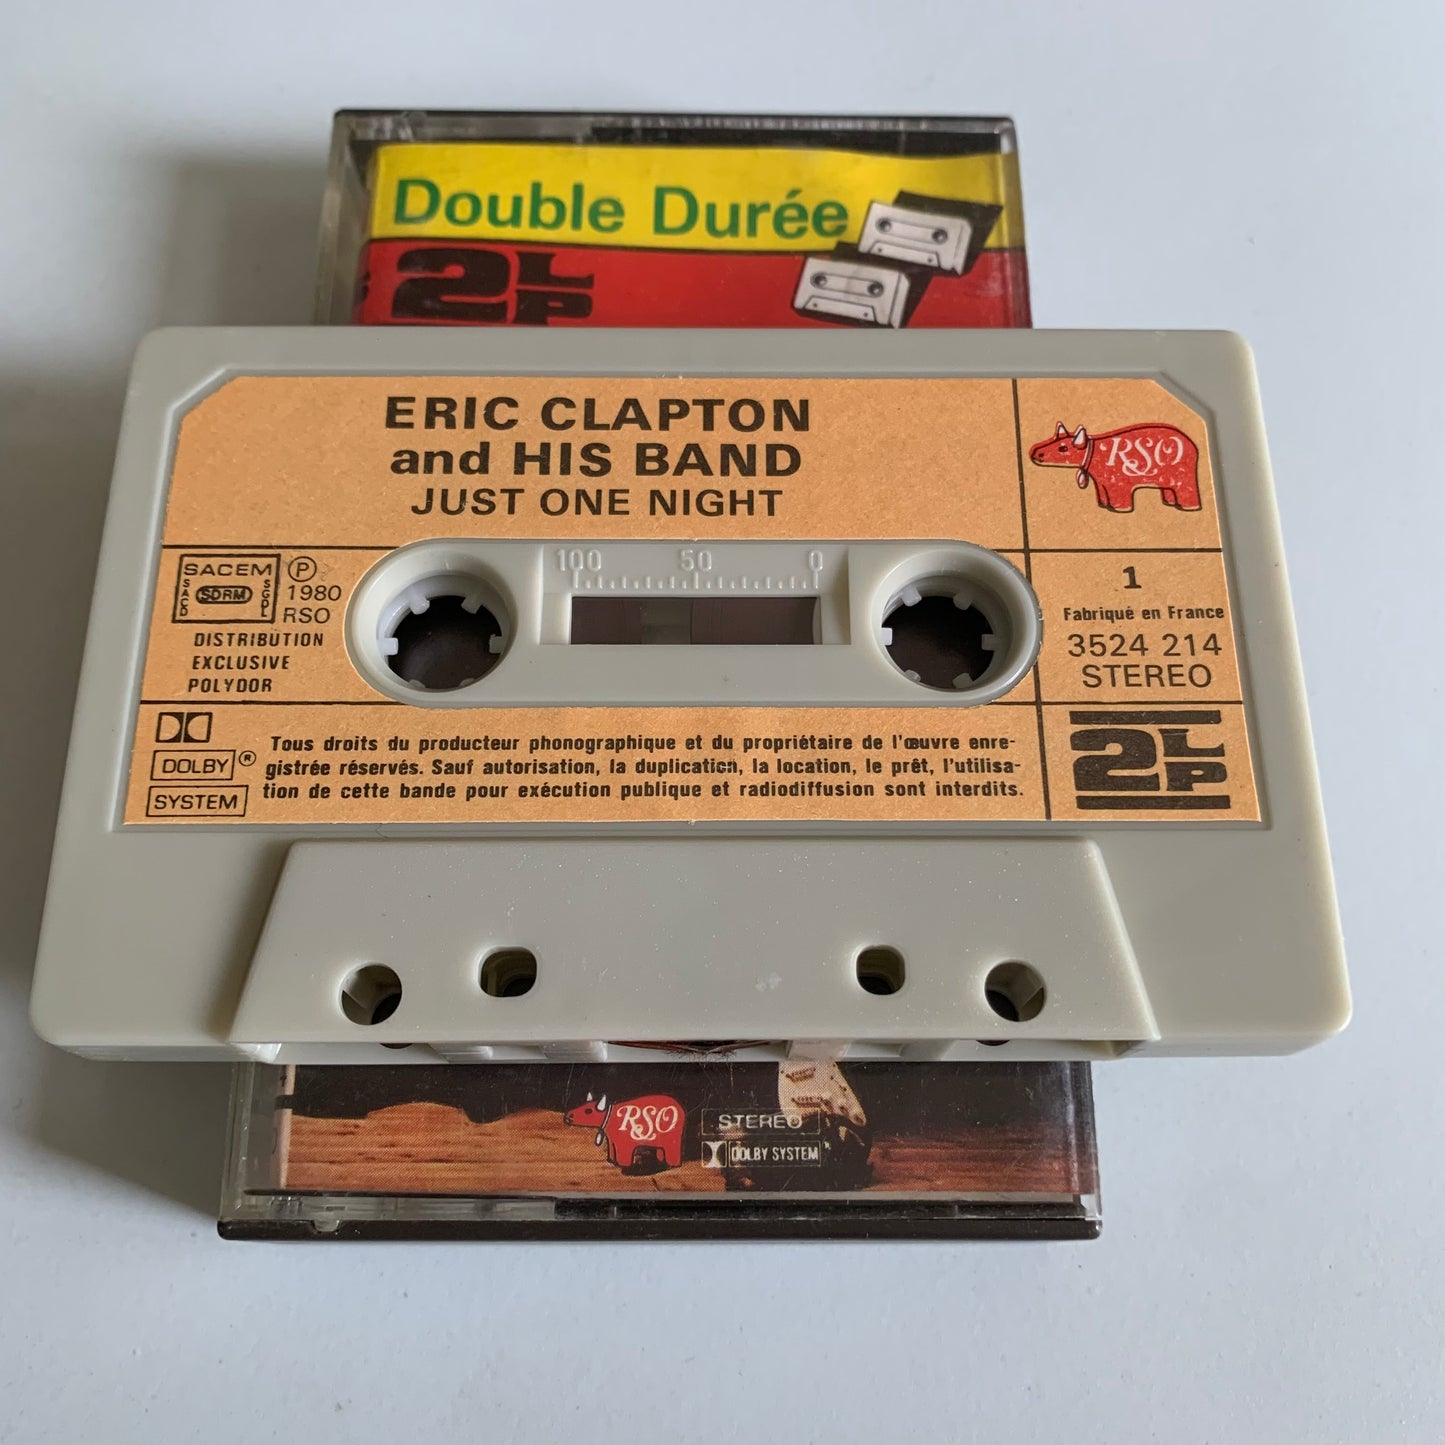 Double Durée
2LP
ERIC CLAPTON
and HIS BAND
JUST ONE NIGHT
RSO
100 50 0
SACEM
SACD SDRM SGDL
Ⓟ
1980
RSO
DISTRIBUTION
EXCLUSIVE
POLYDOR
1
Fabriqué en France
3524 214
STEREO
DOLBY ®
SYSTEM
Tous droits du producteur phonographique et du propriétaire de l'œuvre enre-
gistrée réservés. Sauf autorisation, la duplication, la location, le prêt, l'utilisa-
tion de cette bande pour exécution publique et radiodiffusion sont interdits.
2LP
RSO
STEREO
DOLBY SYSTEM